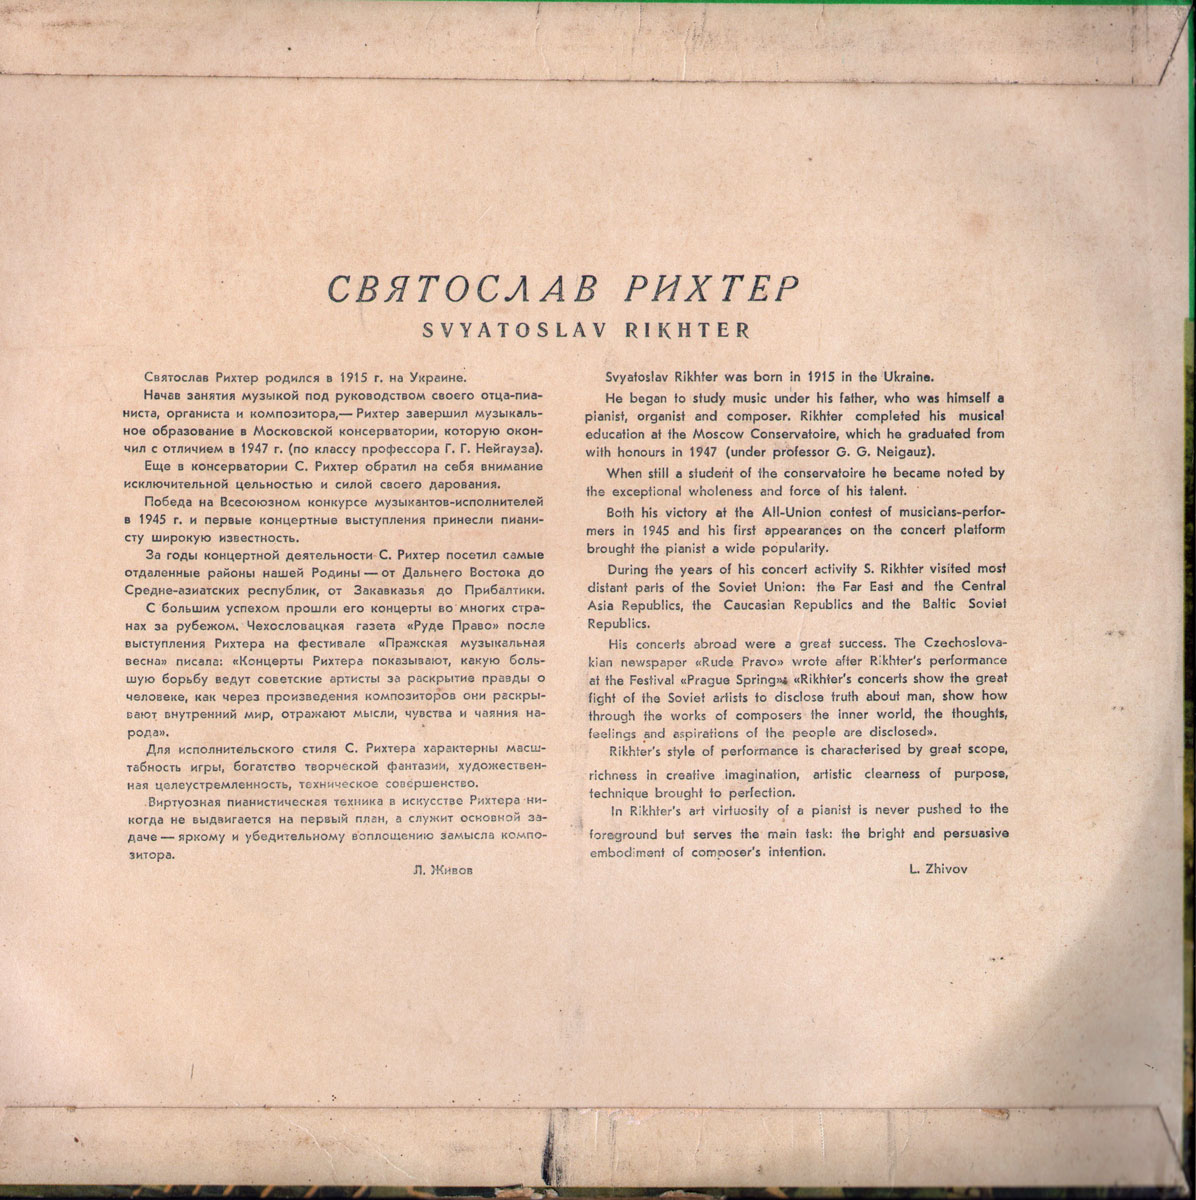 СВЯТОСЛАВ РИХТЕР
SVYATOSLAV RIKHTER
Святослав Рихтер родился в 1915 г. на Украине.
Начав занятия музыкой под руководством своего отца-пиа-
ниста, органиста и композитора,— Рихтер завершил музыкаль-
ное образование в Московской консерватории, которую окон-
чил с отличием в 1947 г. (по классу профессора Г. Г. Нейгауза).
Еще в консерватории С. Рихтер обратил на себя внимание
исключительной цельностью и силой своего дарования.
Победа на Всесоюзном конкурсе музыкантов-исполнителей
в 1945 г. и первые концертные выступления принесли пиани-
сту широкую известность.
За годы концертной деятельности С. Рихтер посетил самые
отдаленные районы нашей Родины — от Дальнего Востока до
Средне-азиатских республик, от Закавказья до Прибалтики.
С большим успехом прошли его концерты во многих стра-
нах за рубежом. Чехословацкая газета «Руде Право» после
выступления Рихтера на фестивале «Пражская музыкальная
весна» писала: «Концерты Рихтера показывают, какую боль-
шую борьбу ведут советские артисты за раскрытие правды о
человеке, как через произведения композиторов они раскры-
вают внутренний мир, отражают мысли, чувства и чаяния на-
рода».
Для исполнительского стиля С. Рихтера характерны масш-
табность игры, богатство творческой фантазии, художествен-
ная целеустремленность, техническое совершенство.
Виртуозная пианистическая техника в искусстве Рихтера ни-
когда не выдвигается на первый план, а служит основной за-
даче — яркому и убедительному воплощению замысла компо-
зитора.
Л. Живов
Svyatoslav Rikhter was born in 1915 in the Ukraine.
He began to study music under his father, who was himself a
pianist, organist and composer. Rikhter completed his musical
education at the Moscow Conservatoire, which he graduated from
with honours in 1947 (under professor G. G. Neigauz).
When still a student of the conservatoire he became noted by
the exceptional wholeness and force of his talent.
Both his victory at the All-Union contest of musicians-perfor-
mers in 1945 and his first appearances on the concert platform
brought the pianist a wide popularity.
During the years of his concert activity S. Rikhter visited most
distant parts of the Soviet Union: the Far East and the Central
Asia Republics, the Caucasian Republics and the Baltic Soviet
Republics.
His concerts abroad were a great success. The Czechoslova-
kian newspaper «Rude Pravo» wrote after Rikhter's performance
at the Festival «Prague Spring»: «Rikhter's concerts show the great
fight of the Soviet artists to disclose truth about man, show how
through the works of composers the inner world, the thoughts,
feelings and aspirations of the people are disclosed».
Rikhter's style of performance is characterised by great scope,
richness in creative imagination, artistic clearness of purpose,
technique brought to perfection.
In Rikhter's art virtuosity of a pianist is never pushed to the
foreground but serves the main task: the bright and persuasive
embodiment of composer's intention.
L. Zhivov